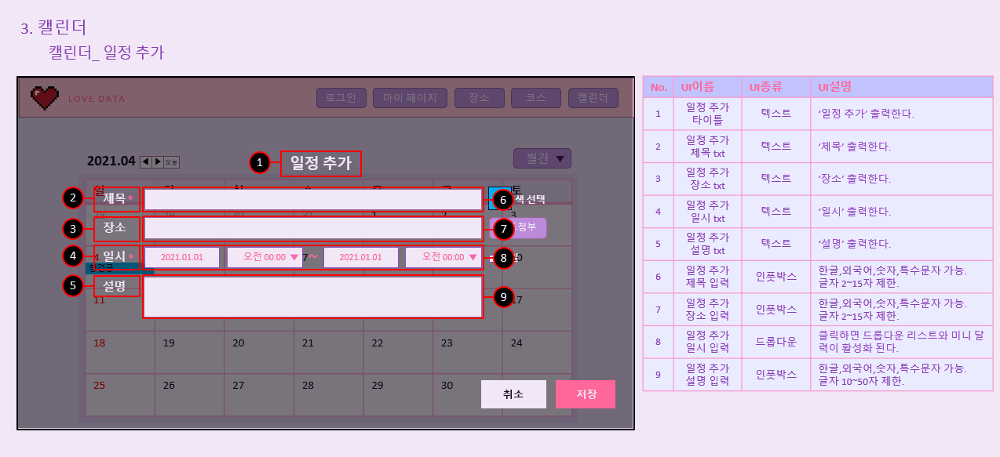 3. 캘린더
캘린더_ 일정 추가
LOVE DATA
로그인
마이 페이지
장소
코스
캘린더
2021.04
오늘
월간
1
일정 추가
2
제목 *
6
색 선택
3
장소
7
첨부
4
일시 *
2021.01.01
오전 00:00
~
2021.01.01
오전 00:00
8
5
설명
9
11
17
18
19
20
21
22
23
24
25
26
27
28
29
30
취소
저장
No. UI이름 UI종류 UI설명
1 일정 추가 타이틀 텍스트 ‘일정 추가’ 출력한다.
2 일정 추가 제목 txt 텍스트 ‘제목’ 출력한다.
3 일정 추가 장소 txt 텍스트 ‘장소’ 출력한다.
4 일정 추가 일시 txt 텍스트 ‘일시’ 출력한다.
5 일정 추가 설명 txt 텍스트 ‘설명’ 출력한다.
6 일정 추가 제목 입력 인풋박스 한글,외국어,숫자,특수문자 가능.
글자 2~15자 제한.
7 일정 추가 장소 입력 인풋박스 한글,외국어,숫자,특수문자 가능.
글자 2~15자 제한.
8 일정 추가 일시 입력 드롭다운 클릭하면 드롭다운 리스트와 미니 달
력이 활성화 된다.
9 일정 추가 설명 입력 인풋박스 한글,외국어,숫자,특수문자 가능.
글자 10~50자 제한.